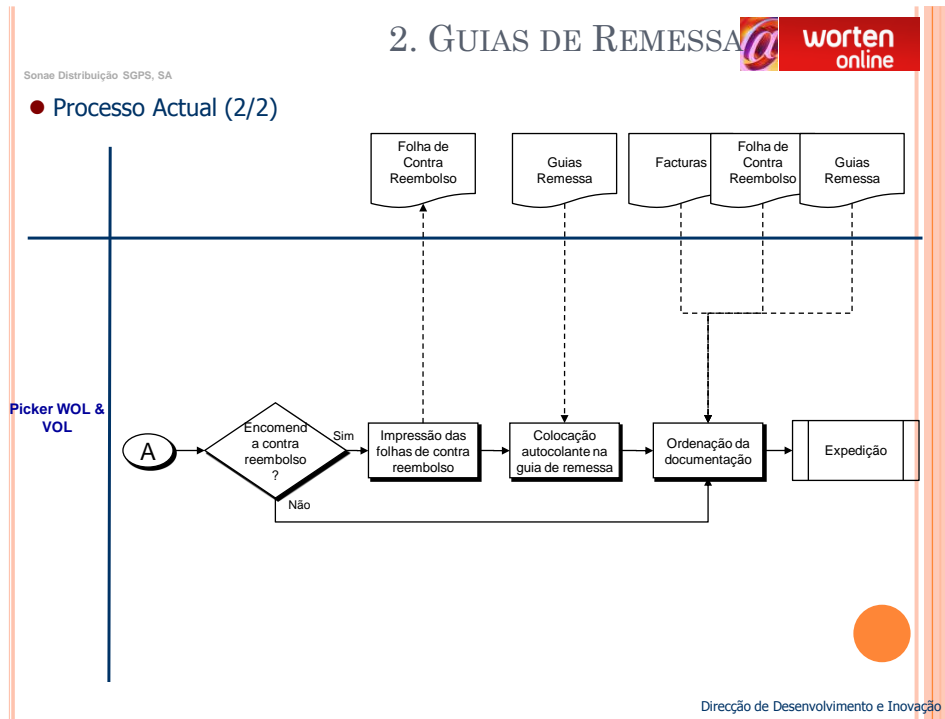 2. Guias de Remessa
worten
online
Sonae Distribuição SGPS, SA
Processo Actual (2/2)
Folha de
Contra
Reembolso
Guias
Remessa
Facturas
Folha de
Contra
Reembolso
Guias
Remessa
Picker WOL &
VOL
A
Encomend
a contra
reembolso
?
Sim
Não
Impressão das
folhas de contra
reembolso
Colocação
autocolante na
guia de remessa
Ordenação da
documentação
Expedição
Direcção de Desenvolvimento e Inovação